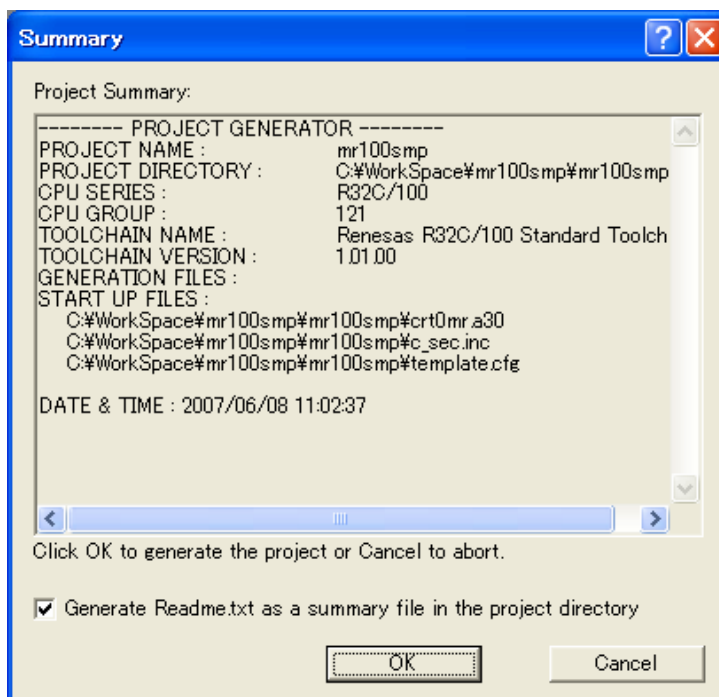 Summary
Project Summary:
-------- PROJECT GENERATOR --------
PROJECT NAME : mr100smp
PROJECT DIRECTORY : C:¥WorkSpace¥mr100smp¥mr100smp
CPU SERIES : R32C/100
CPU GROUP : 121
TOOLCHAIN NAME : Renesas R32C/100 Standard Toolch
TOOLCHAIN VERSION : 1.01.00
GENERATION FILES :
START UP FILES :
C:¥WorkSpace¥mr100smp¥mr100smp¥crt0mr.a30
C:¥WorkSpace¥mr100smp¥mr100smp¥c_sec.inc
C:¥WorkSpace¥mr100smp¥mr100smp¥template.cfg
DATE & TIME : 2007/06/08 11:02:37
Click OK to generate the project or Cancel to abort.
Generate Readme.txt as a summary file in the project directory
OK
Cancel